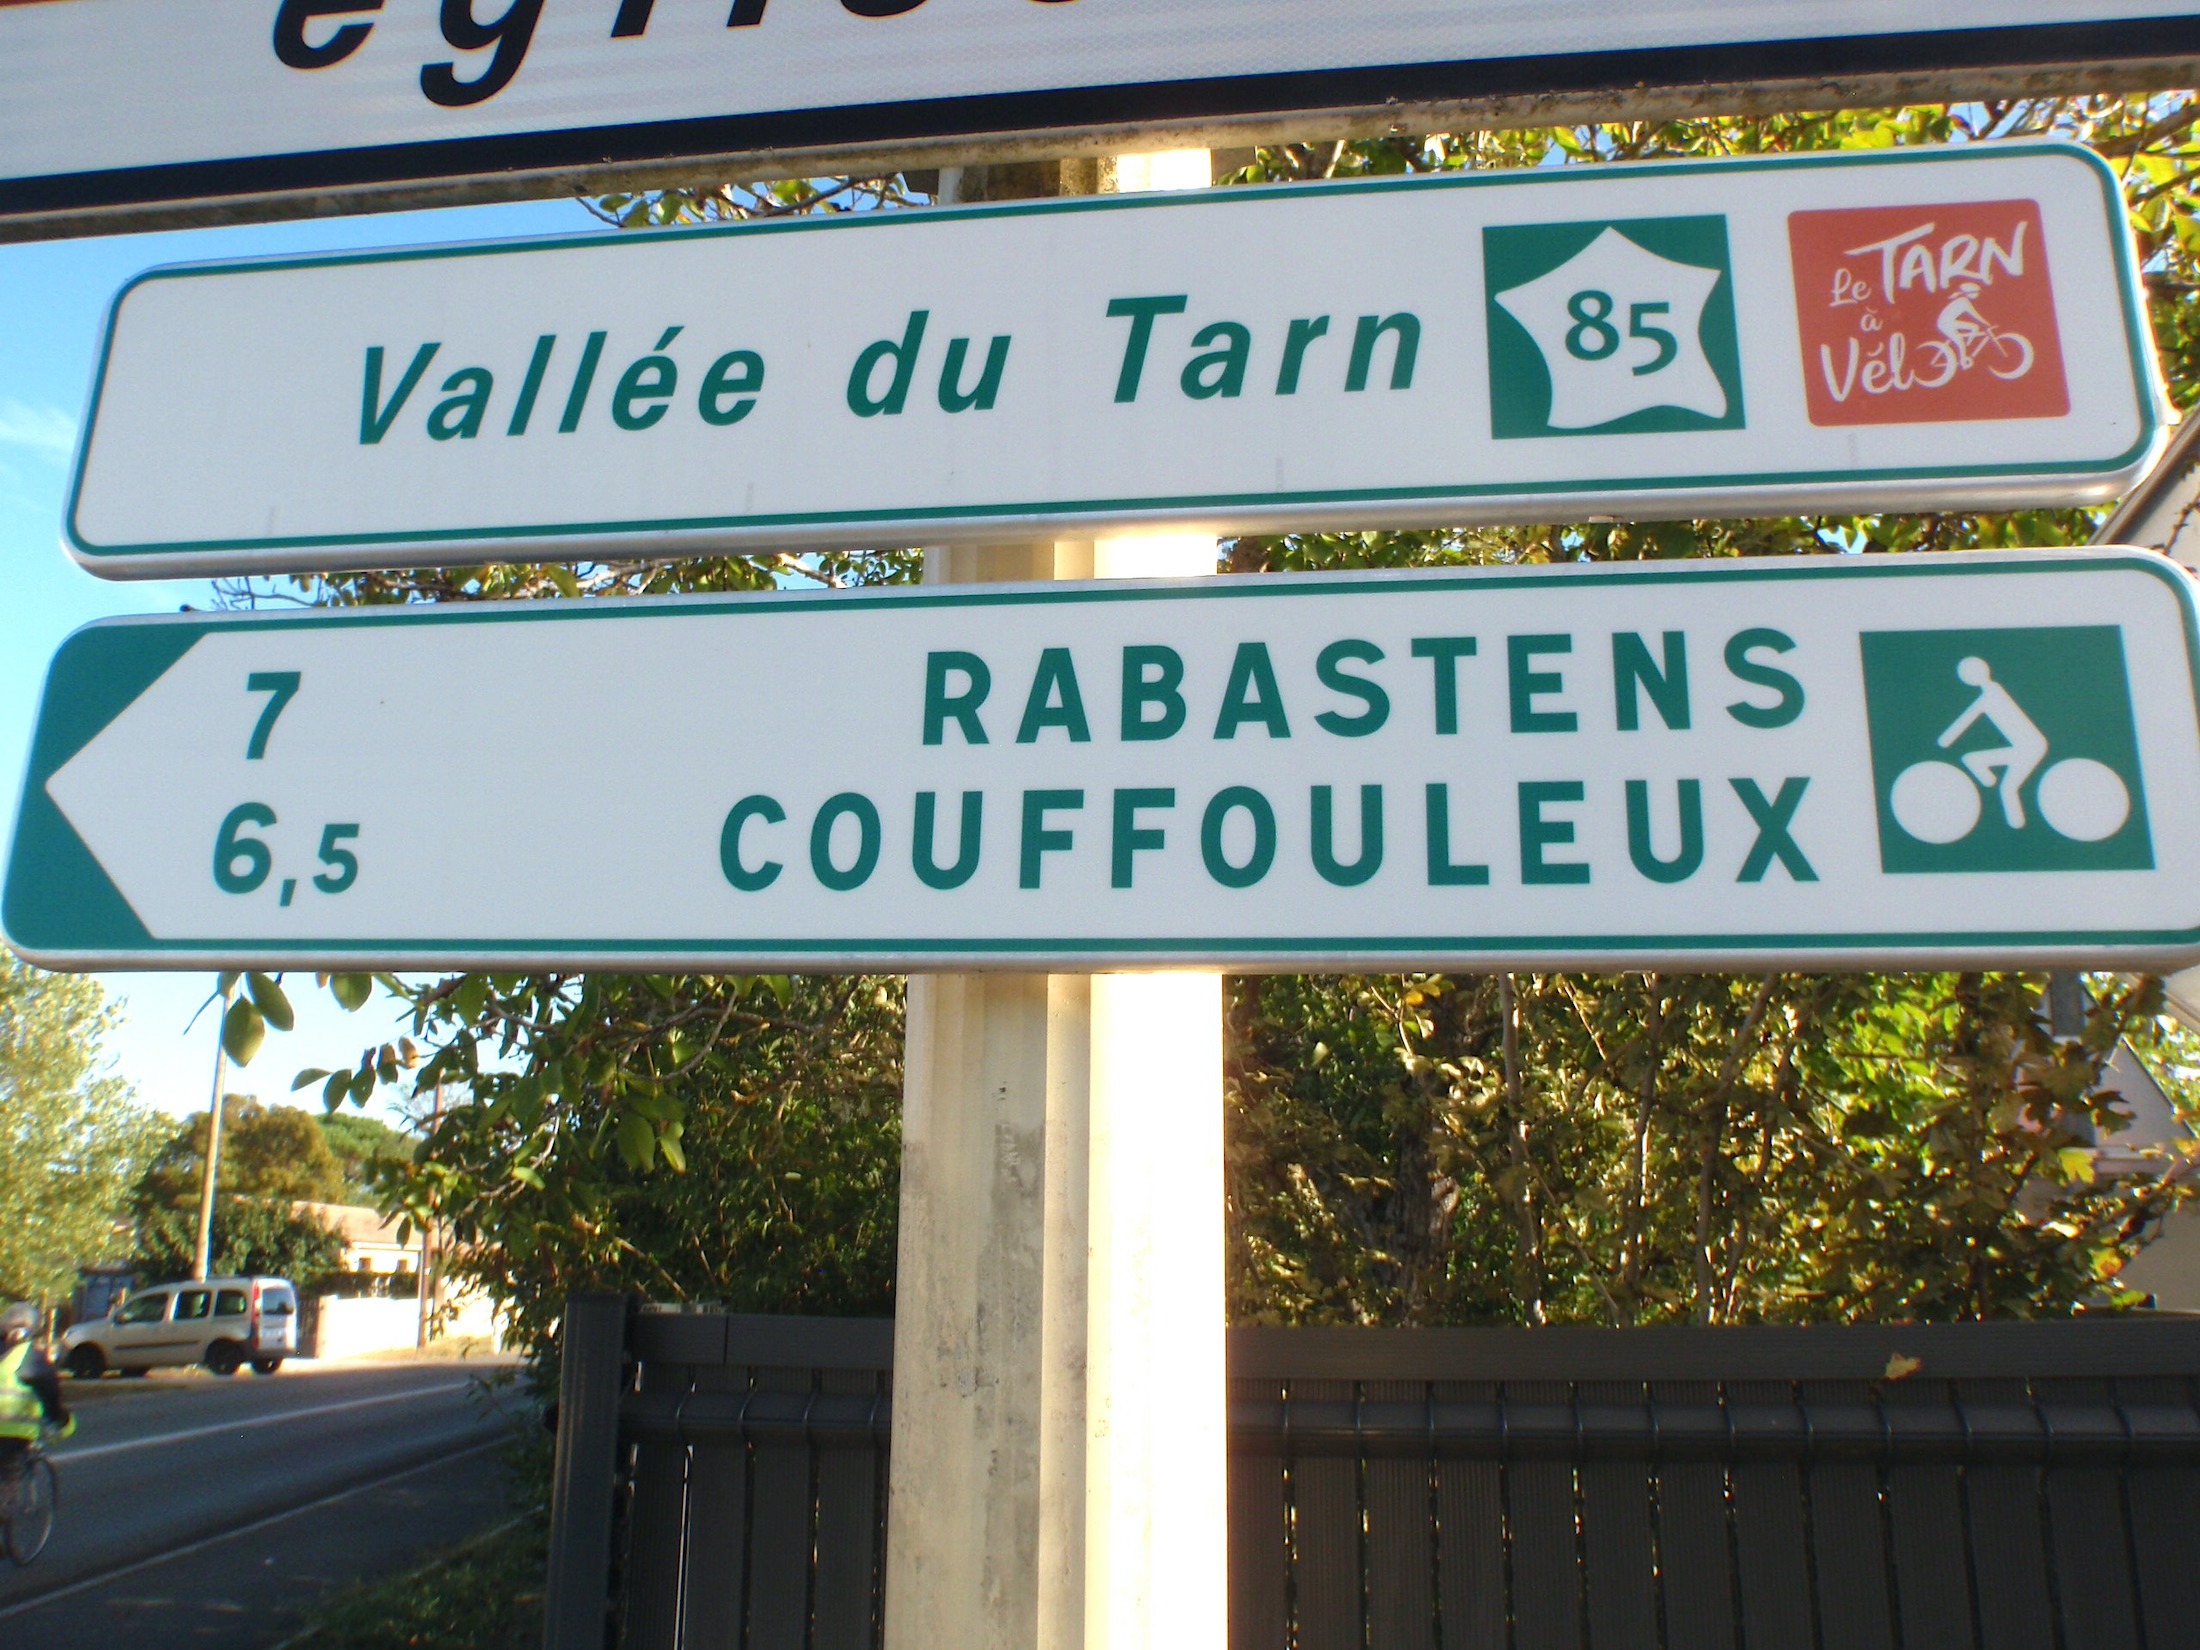 Vallée du Tarn
85
Le TARN
à
Vélo
7 RABASTENS
6,5 COUFFOULEUX